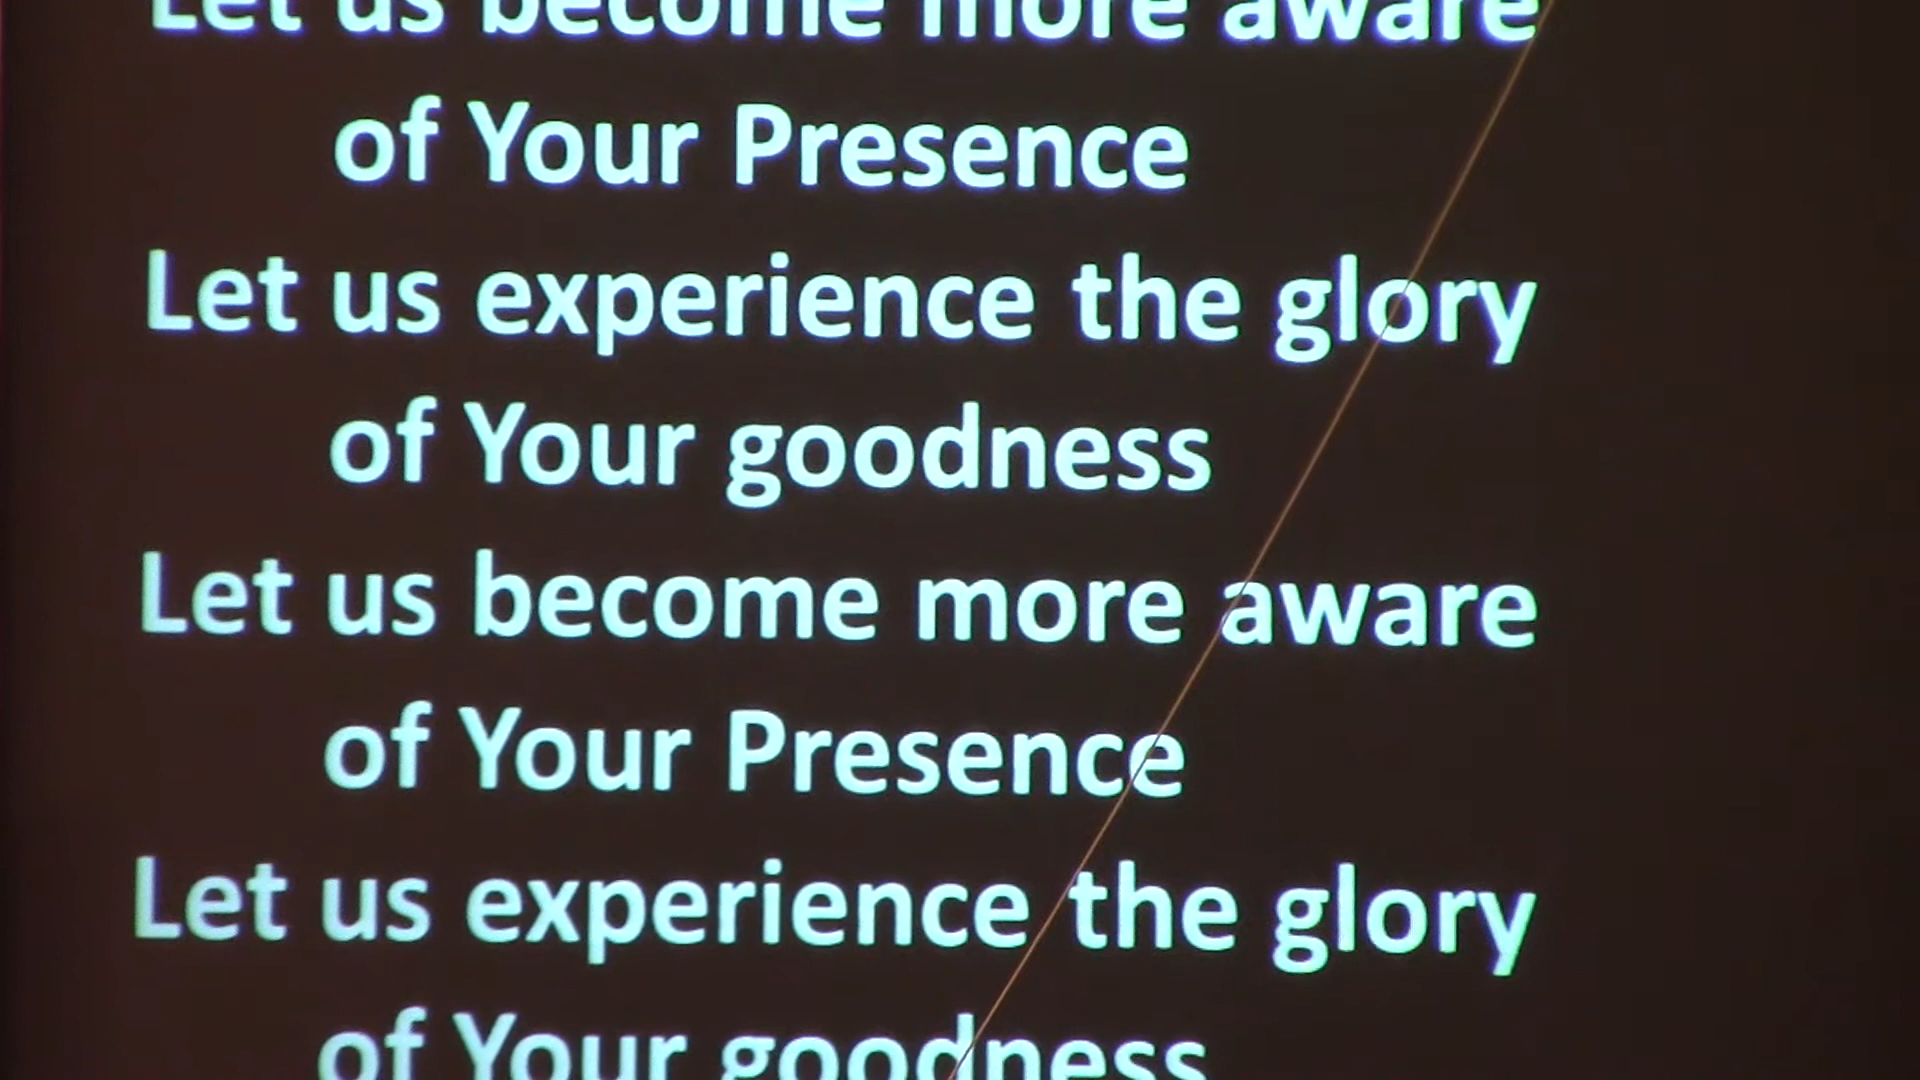 Let us become more aware
of Your Presence
Let us experience the glory
of Your goodness
Let us become more aware
of Your Presence
Let us experience the glory
of Your goodness